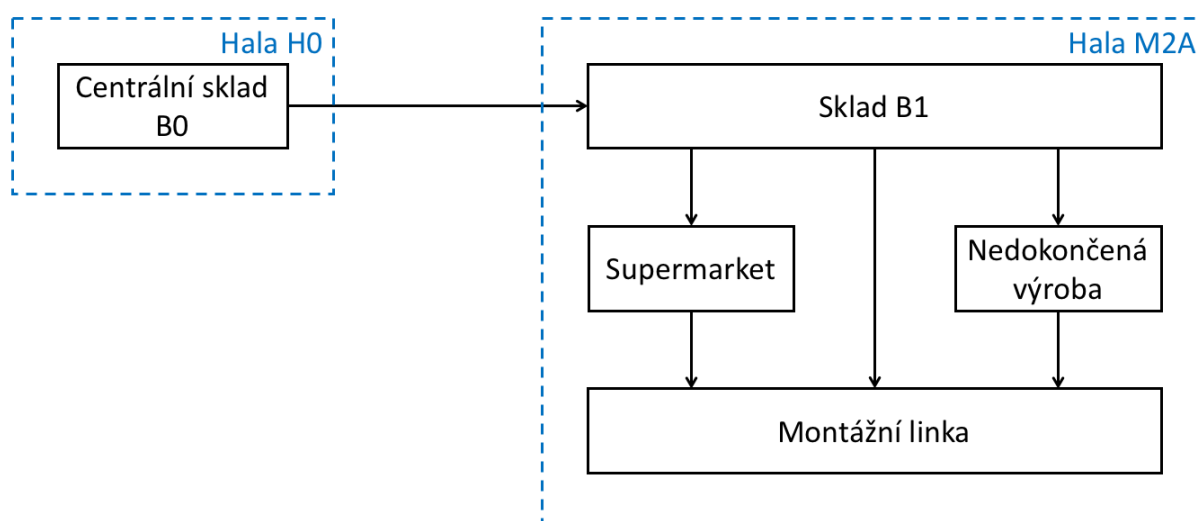 Hala H0
Centrální sklad
B0
Hala M2A
Sklad B1
Supermarket
Nedokončená
výroba
Montážní linka